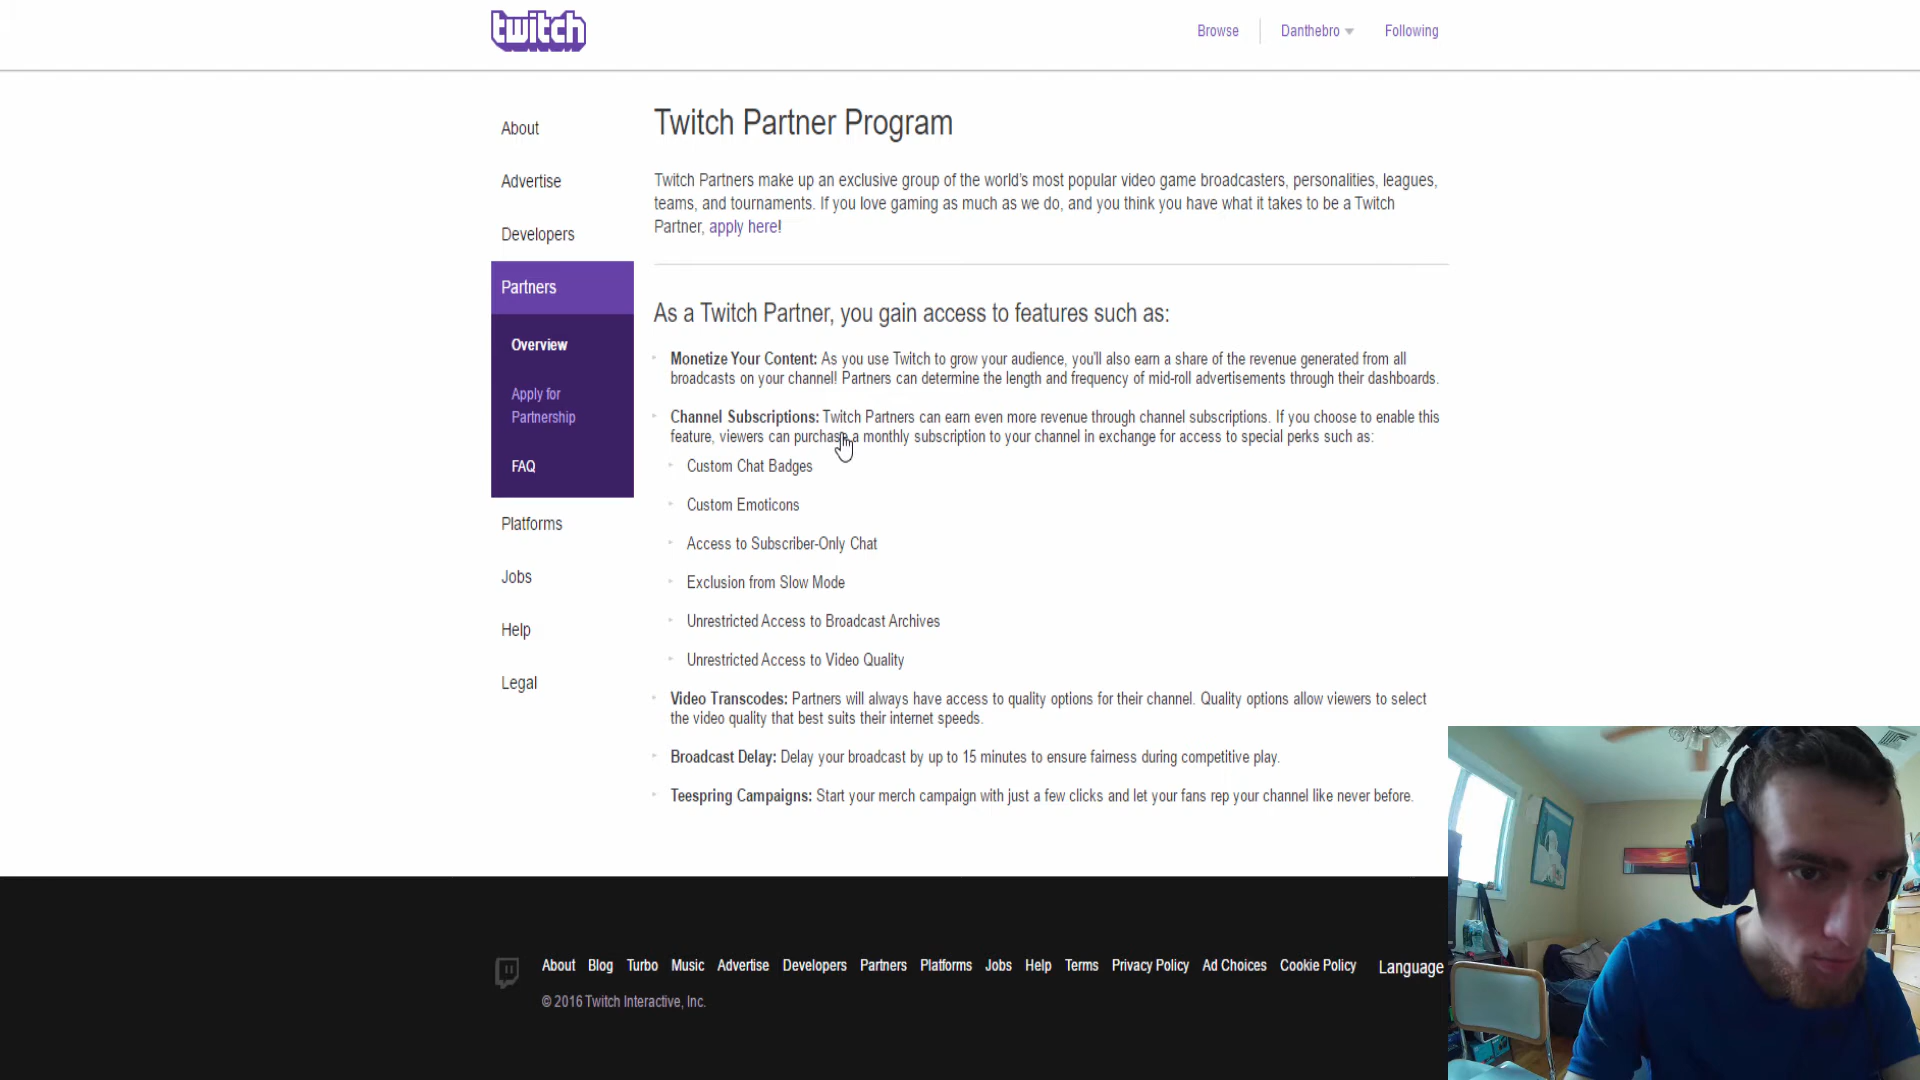 twitch
Browse
Danthebro
Following
About
Advertise
Developers
Partners
Overview
Apply for
Partnership
FAQ
Platforms
Jobs
Help
Legal
Twitch Partner Program
Twitch Partners make up an exclusive group of the world's most popular video game broadcasters, personalities, leagues,
teams, and tournaments. If you love gaming as much as we do, and you think you have what it takes to be a Twitch
Partner, apply here!
As a Twitch Partner, you gain access to features such as:
Monetize Your Content: As you use Twitch to grow your audience, you'll also earn a share of the revenue generated from all
broadcasts on your channel! Partners can determine the length and frequency of mid-roll advertisements through their dashboards.
Channel Subscriptions: Twitch Partners can earn even more revenue through channel subscriptions. If you choose to enable this
feature, viewers can purchase a monthly subscription to your channel in exchange for access to special perks such as:
Custom Chat Badges
Custom Emoticons
Access to Subscriber-Only Chat
Exclusion from Slow Mode
Unrestricted Access to Broadcast Archives
Unrestricted Access to Video Quality
Video Transcodes: Partners will always have access to quality options for their channel. Quality options allow viewers to select
the video quality that best suits their internet speeds.
Broadcast Delay: Delay your broadcast by up to 15 minutes to ensure fairness during competitive play.
Teespring Campaigns: Start your merch campaign with just a few clicks and let your fans rep your channel like never before.
About Blog Turbo Music Advertise Developers Partners Platforms Jobs Help Terms Privacy Policy Ad Choices Cookie Policy Language
© 2016 Twitch Interactive, Inc.